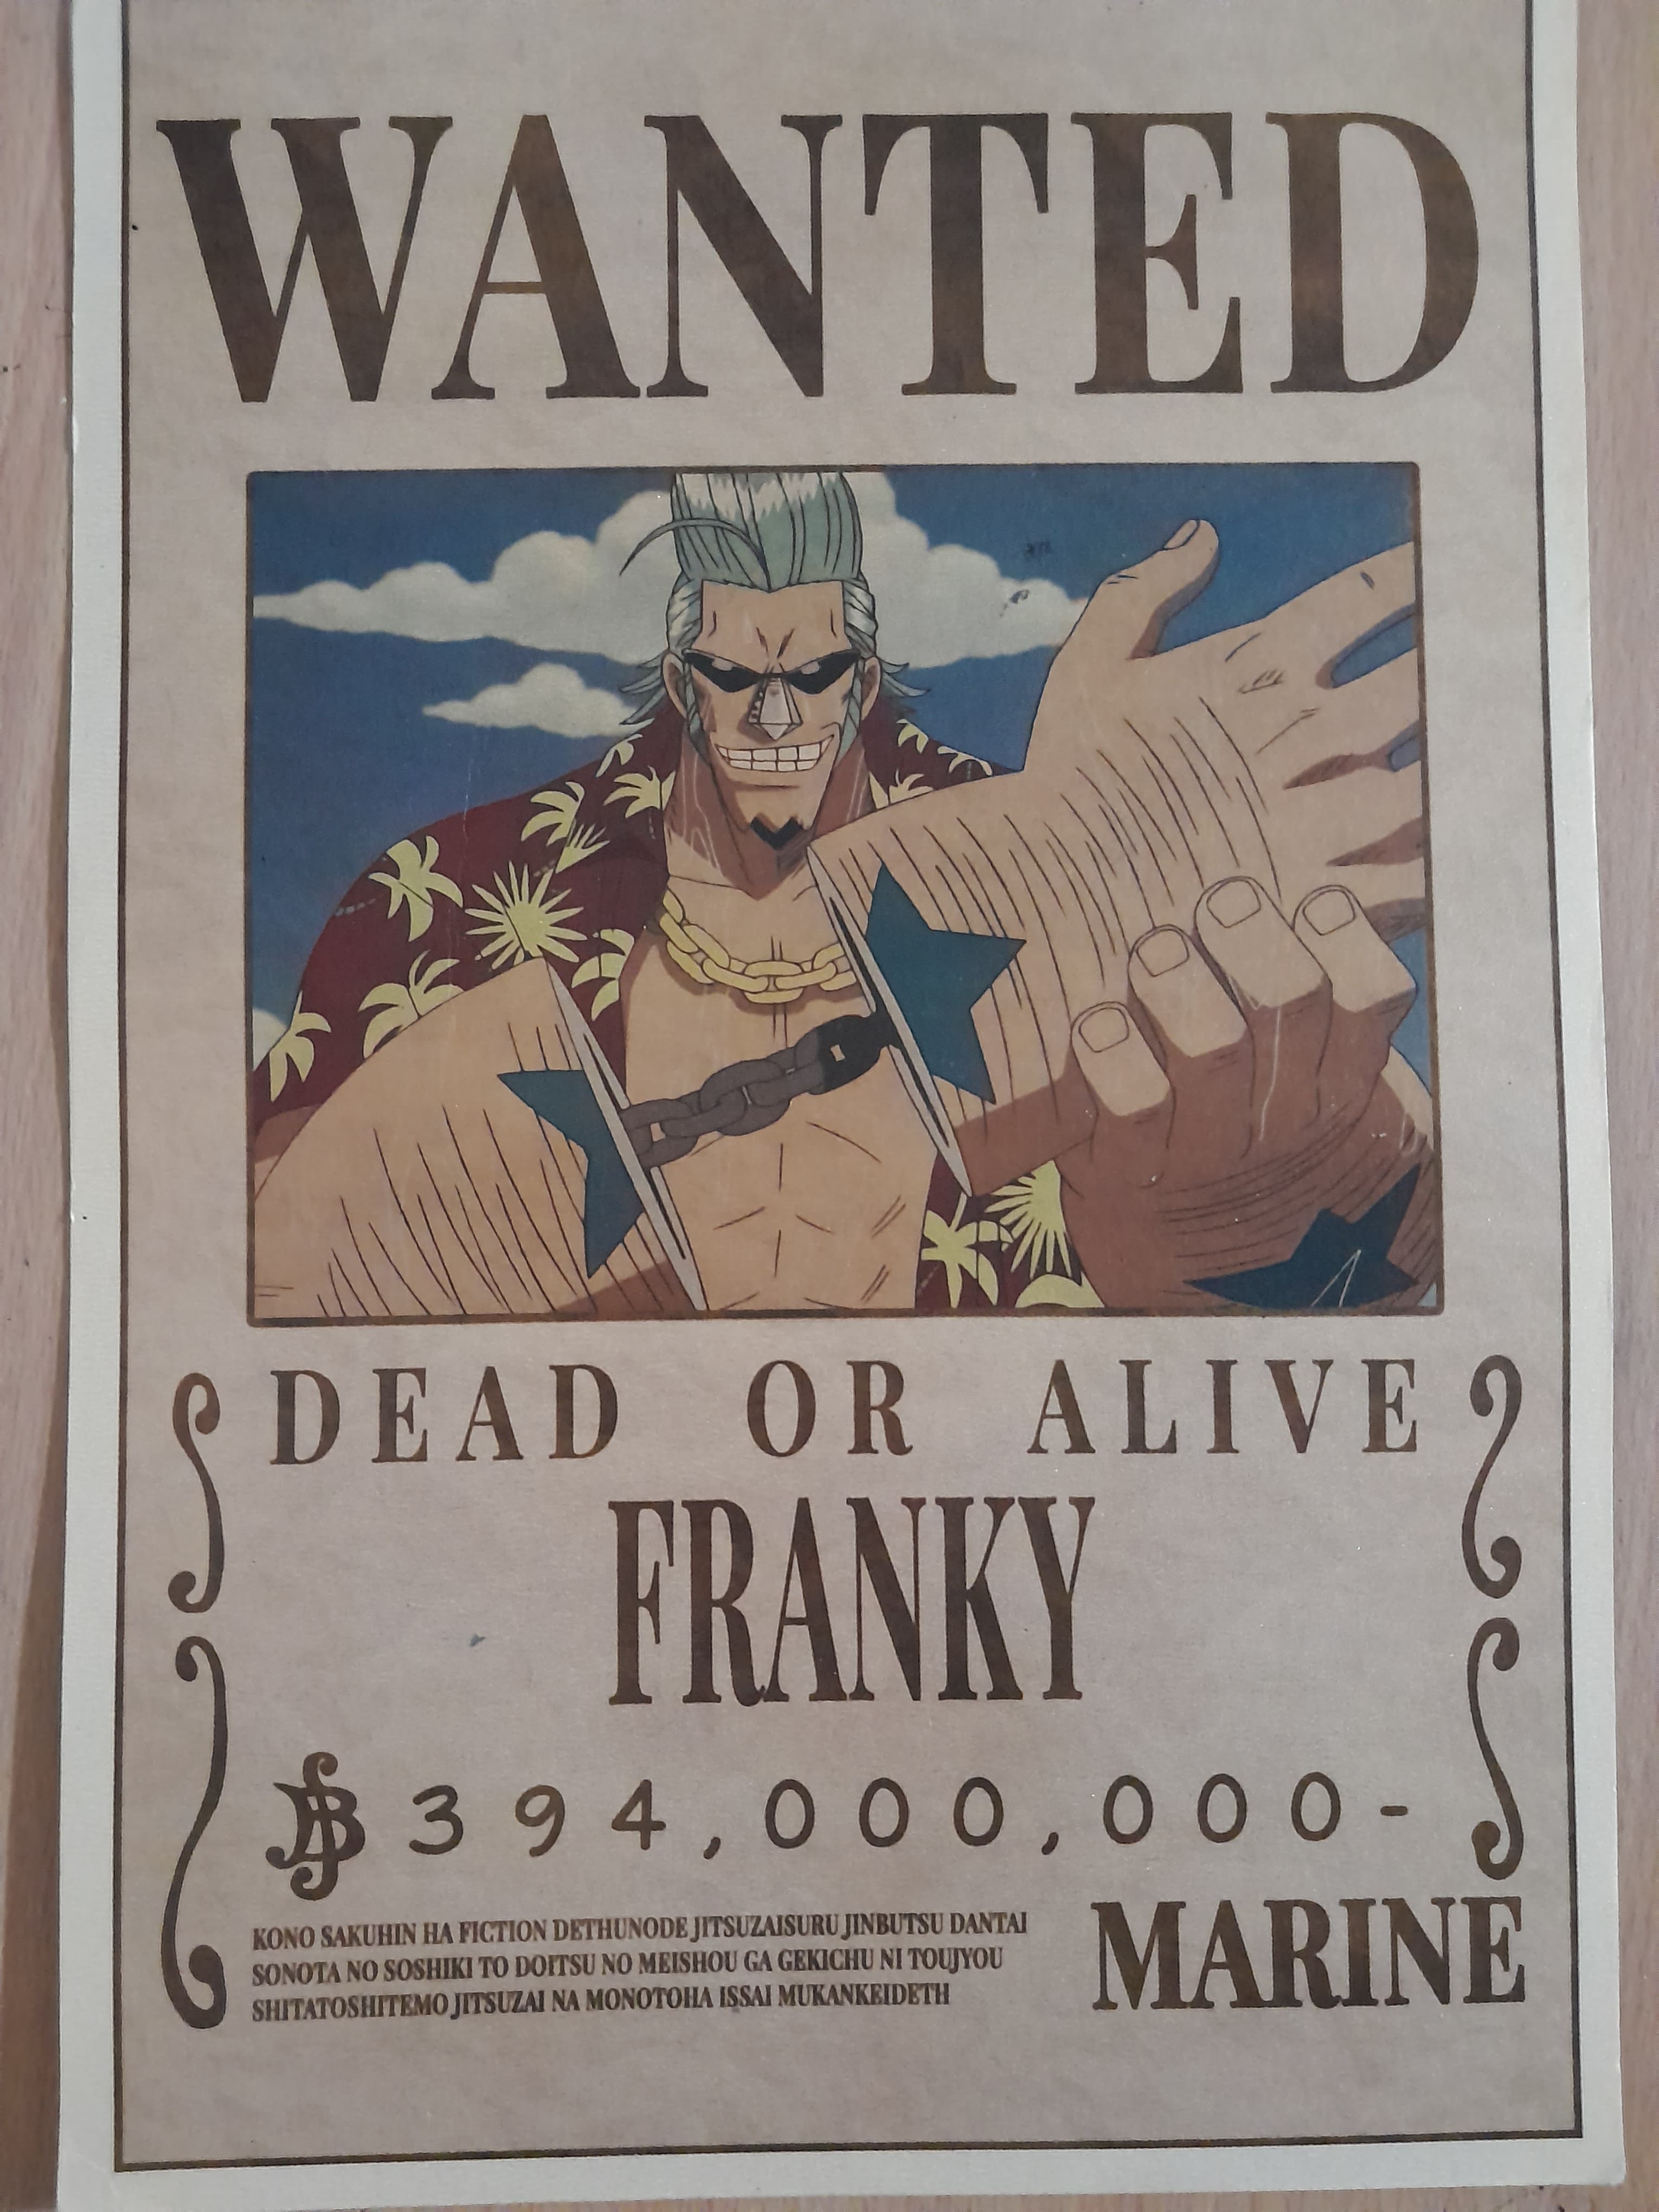 WANTED
DEAD OR ALIVE
FRANKY
฿394,000,000-
KONO SAKUHIN HA FICTION DETHUNODE JITSUZAISURU JINBUTSU DANTAI
SONOTA NO SOSHIKI TO DOITSU NO MEISHOU GA GEKICHU NI TOUJYOU
SHITATOSHITEMO JITSUZAI NA MONOTOHA ISSAI MUKANKEIDETH
MARINE